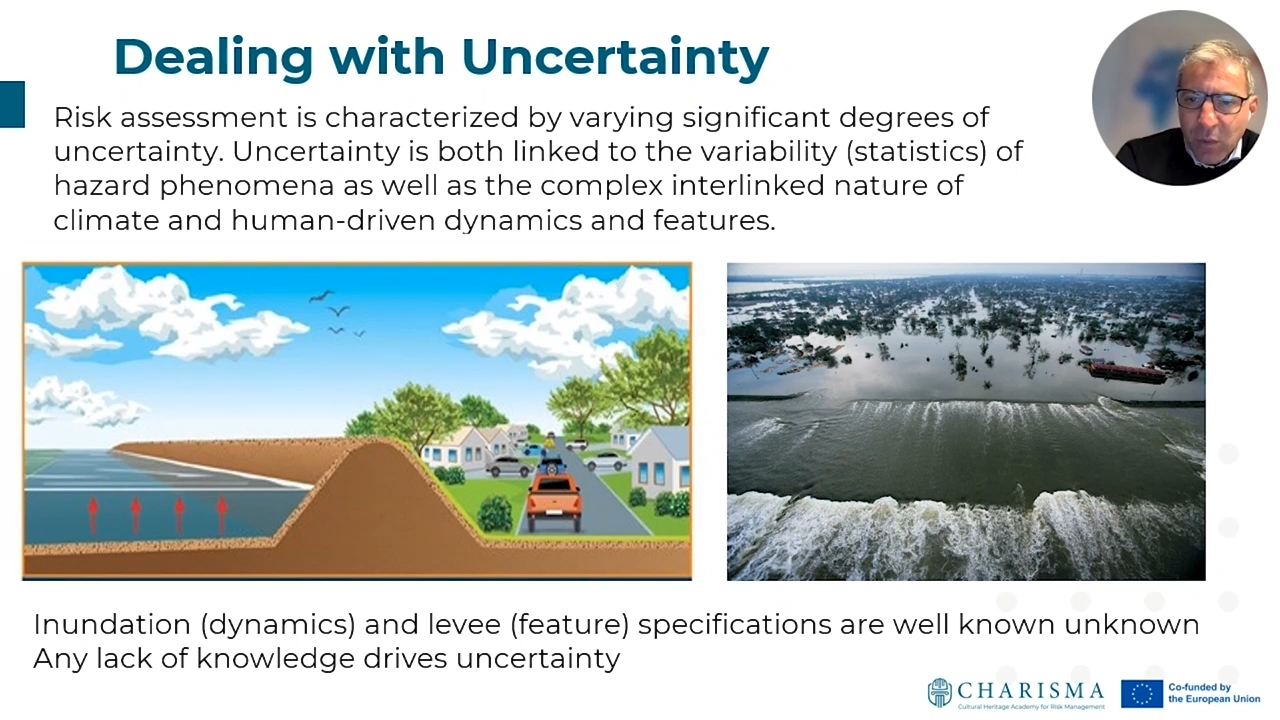 Dealing with Uncertainty
Risk assessment is characterized by varying significant degrees of
uncertainty. Uncertainty is both linked to the variability (statistics) of
hazard phenomena as well as the complex interlinked nature of
climate and human-driven dynamics and features.
Inundation (dynamics) and levee (feature) specifications are well known unknown
Any lack of knowledge drives uncertainty
CHARISMA
Cultural Heritage Academy for Risk Management
Co-funded by
the European Union